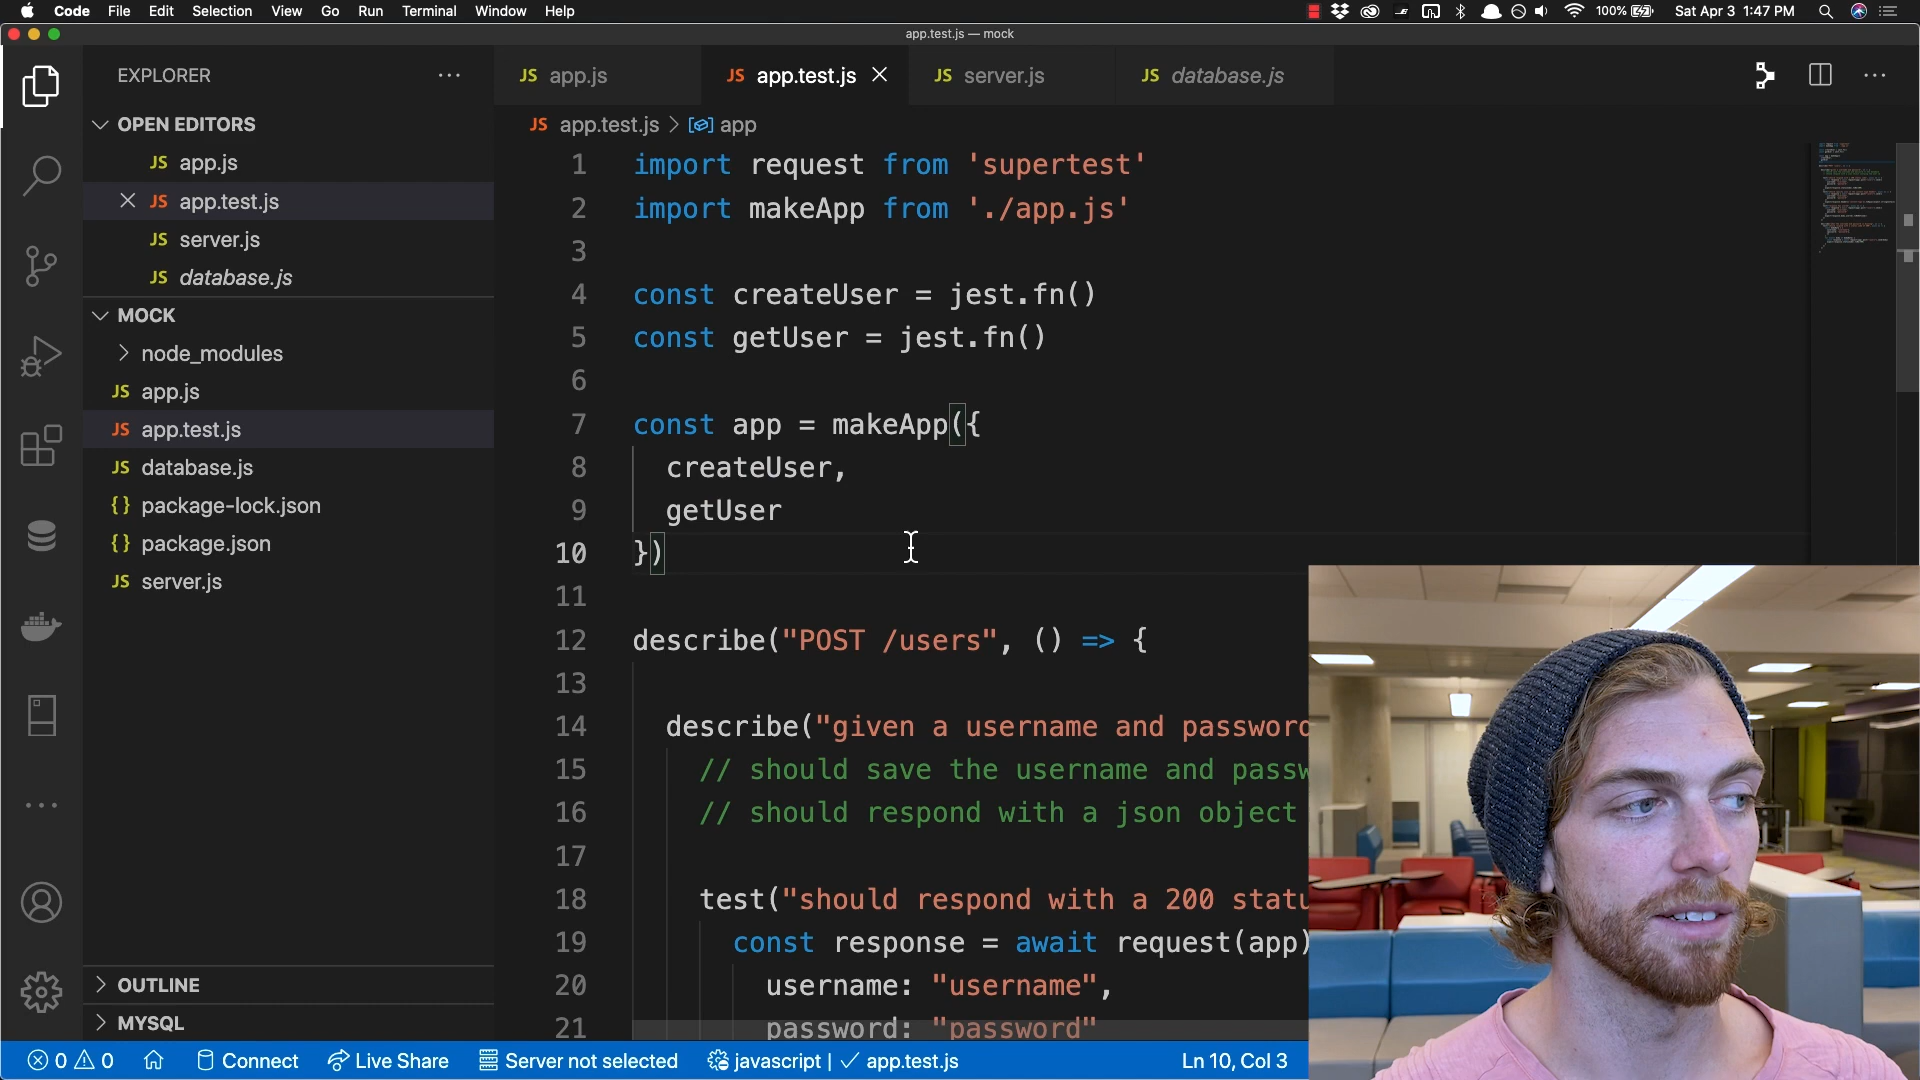 Code File Edit Selection View Go Run Terminal Window Help
100% Sat Apr 3 1:47 PM
app.test.js — mock
EXPLORER
JS app.js
JS app.test.js
JS server.js
JS database.js
OPEN EDITORS
JS app.js
JS app.test.js
JS server.js
JS database.js
MOCK
node_modules
JS app.js
JS app.test.js
JS database.js
{} package-lock.json
{} package.json
JS server.js
OUTLINE
MYSQL
JS app.test.js > app
1 import request from 'supertest'
2 import makeApp from './app.js'
3
4 const createUser = jest.fn()
5 const getUser = jest.fn()
6
7 const app = makeApp({
8 createUser,
9 getUser
10 })
11
12 describe("POST /users", () => {
13
14 describe("given a username and password
15 // should save the username and passw
16 // should respond with a json object
17
18 test("should respond with a 200 statu
19 const response = await request(app)
20 username: "username",
21 password: "password"
0 0 Connect Live Share Server not selected javascript | ✓ app.test.js Ln 10, Col 3